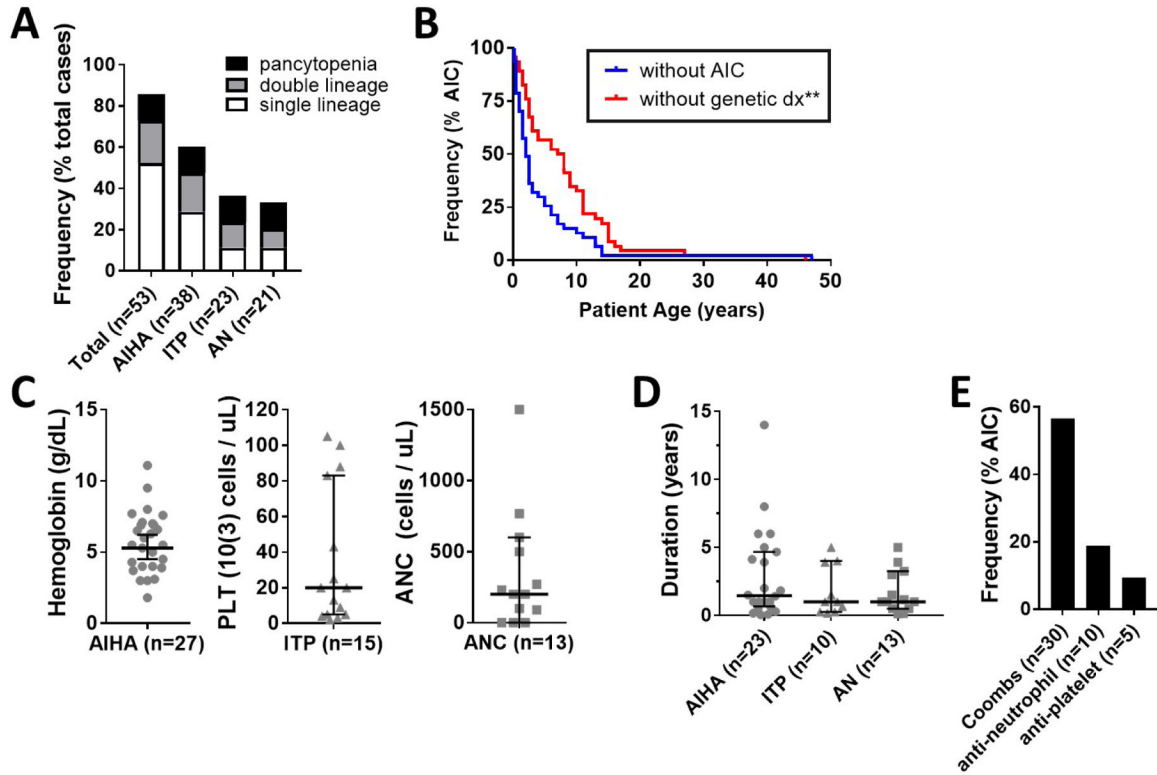 A
Frequency (% total cases)
100
80
60
40
20
0
pancytopenia
double lineage
single lineage
Total (n=53)
AIHA (n=38)
ITP (n=23)
AN (n=21)
B
Frequency (% AIC)
100
75
50
25
0
without AIC
without genetic dx**
0 10 20 30 40 50
Patient Age (years)
C
Hemoglobin (g/dL)
15
10
5
0
AIHA (n=27)
PLT (10(3) cells / uL)
120
100
80
60
40
20
0
ITP (n=15)
ANC (cells / uL)
1500
1000
500
0
ANC (n=13)
D
Duration (years)
15
10
5
0
AIHA (n=23)
ITP (n=10)
AN (n=13)
E
Frequency (% AIC)
60
40
20
0
Coombs (n=30)
anti-neutrophil (n=10)
anti-platelet (n=5)